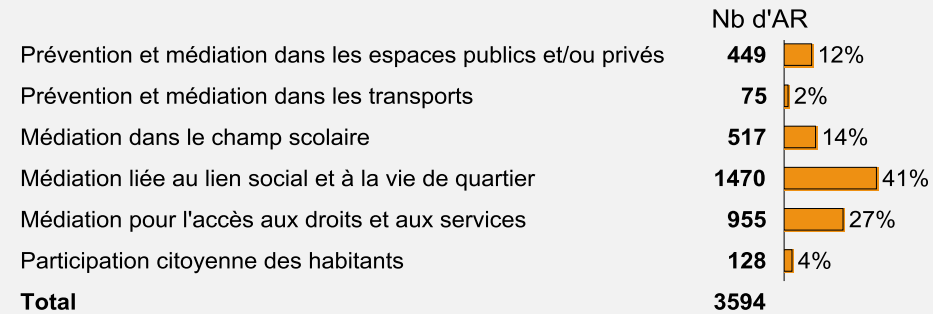 Nb d'AR
Prévention et médiation dans les espaces publics et/ou privés 449 12%
Prévention et médiation dans les transports 75 2%
Médiation dans le champ scolaire 517 14%
Médiation liée au lien social et à la vie de quartier 1470 41%
Médiation pour l'accès aux droits et aux services 955 27%
Participation citoyenne des habitants 128 4%
Total 3594